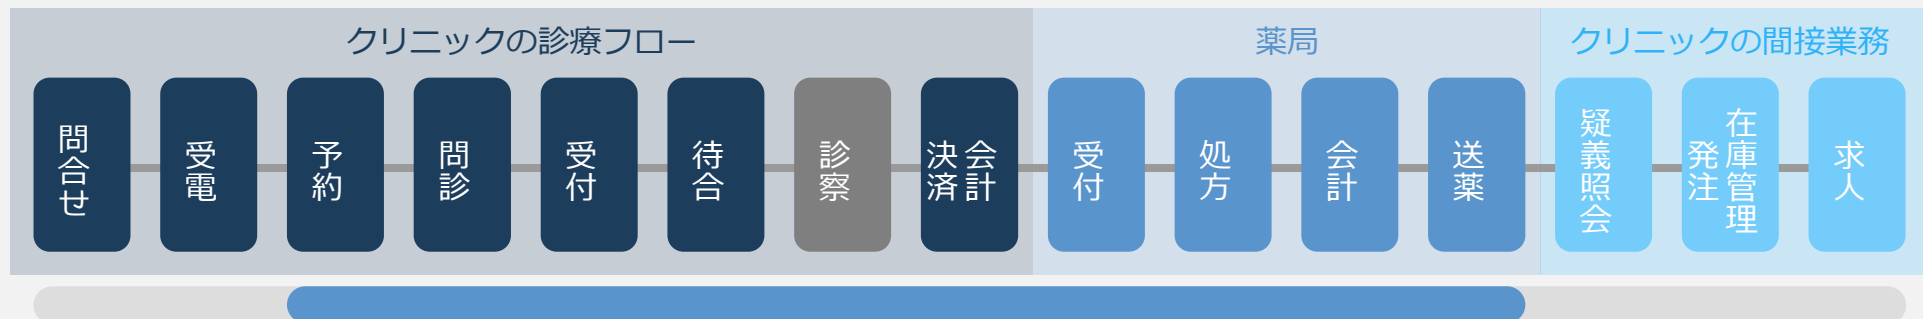 クリニックの診療フロー
薬局
クリニックの間接業務
問合せ
受電
予約
問診
受付
待合
診察
会計
決済
受付
処方
会計
送薬
疑義照会
在庫管理
発注
求人